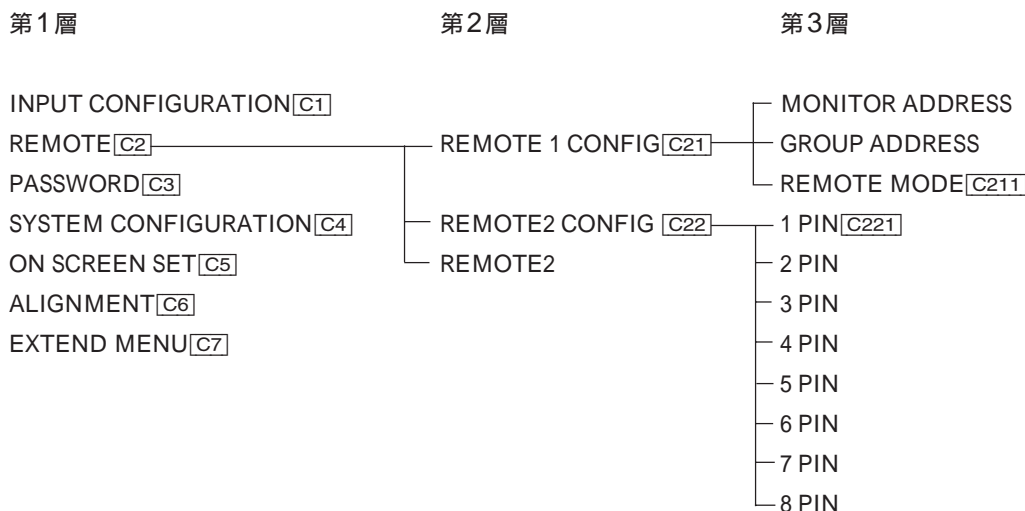 第1層 第2層 第3層
INPUT CONFIGURATION C1 MONITOR ADDRESS
REMOTE C2 REMOTE 1 CONFIG C21 GROUP ADDRESS
PASSWORD C3 REMOTE MODE C211
SYSTEM CONFIGURATION C4 REMOTE2 CONFIG C22 1 PIN C221
ON SCREEN SET C5 REMOTE2 2 PIN
ALIGNMENT C6 3 PIN
EXTEND MENU C7 4 PIN
5 PIN
6 PIN
7 PIN
8 PIN